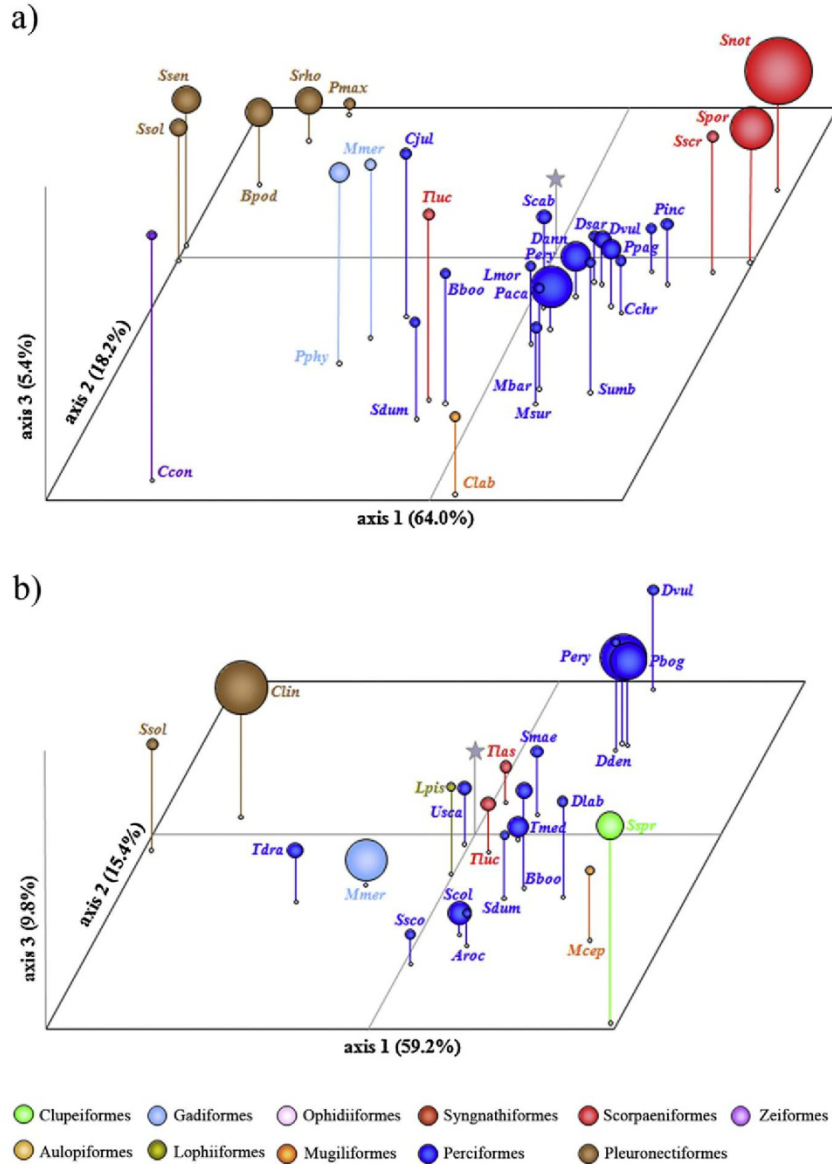 a)
Snot
Ssen
Srho
Pmax
Spor
Ssol
Sscr
Mmer
Cjul
Bpod
Tluc
Scab
Dsar
Dvul
Pinc
Dann
Ppag
Pery
Lmor
Bboo
Paca
Cchr
Pphy
Mbar
Sumb
Sdum
Msur
Ccon
Clab
axis 3 (5.4%)
axis 2 (18.2%)
axis 1 (64.0%)
b)
Dvul
Pery
Pbog
Clin
Ssol
Smae
Tlas
Dden
Lpis
Usca
Dlab
Sspr
Tmed
Tdra
Tluc
Mmer
Bboo
Scol
Sdum
Ssco
Aroc
Mcep
axis 3 (9.8%)
axis 2 (15.4%)
axis 1 (59.2%)
Clupeiformes Gadiformes Ophidiiformes Syngnathiformes Scorpaeniformes Zeiformes
Aulopiformes Lophiiformes Mugiliformes Perciformes Pleuronectiformes